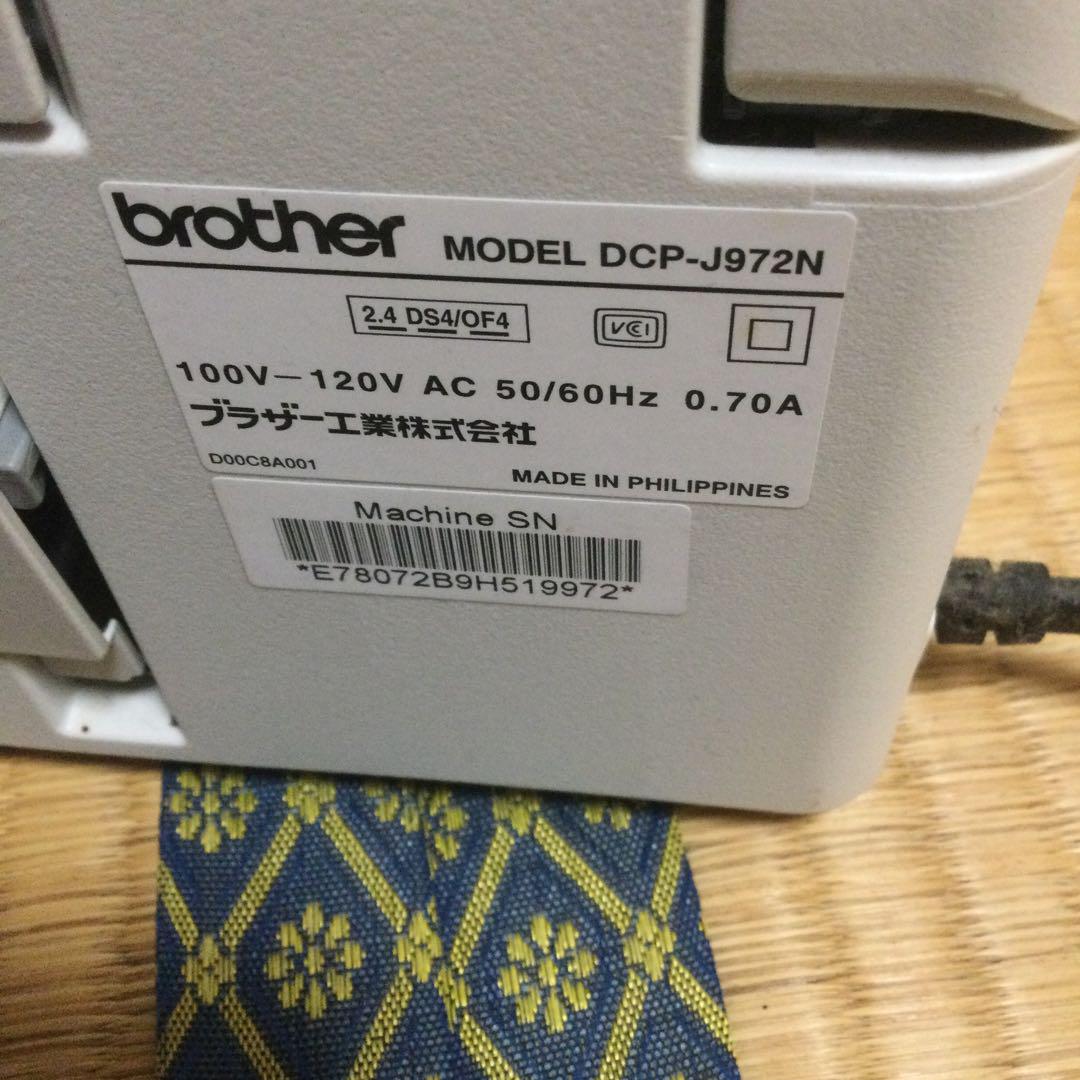 brother MODEL DCP-J972N
2.4 DS4/OF4 VCI
100V-120V AC 50/60Hz 0.70A
ブラザー工業株式会社
D00C8A001
MADE IN PHILIPPINES
Machine SN
*E78072B9H519972*